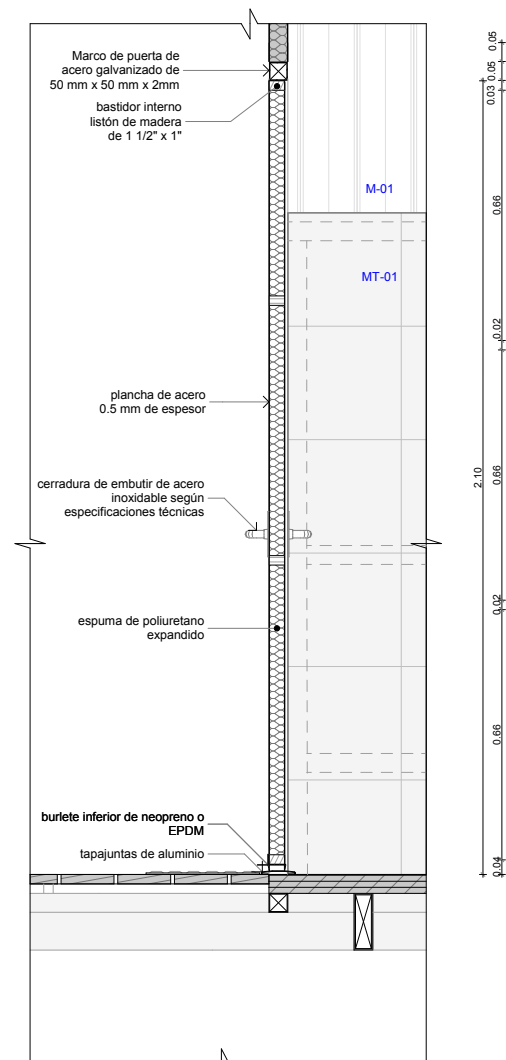 Marco de puerta de
acero galvanizado de
50 mm x 50 mm x 2mm
bastidor interno
listón de madera
de 1 1/2" x 1"
M-01
MT-01
plancha de acero
0.5 mm de espesor
cerradura de embutir de acero
inoxidable según
especificaciones técnicas
espuma de poliuretano
expandido
burlete inferior de neopreno o
EPDM
tapajuntas de aluminio
2.10
0.05
0.05
0.03
0.66
0.02
0.66
0.02
0.66
0.04